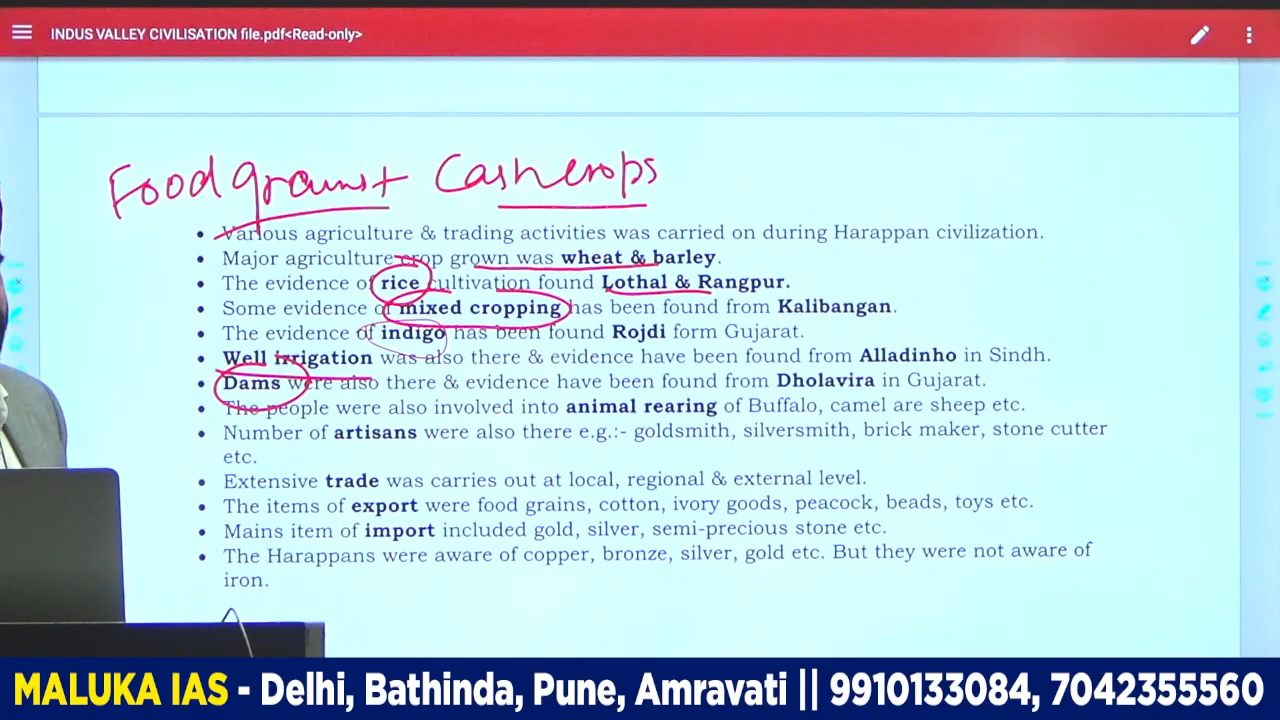 INDUS VALLEY CIVILISATION file.pdf<Read-only>
Food grains + Cash crops
• Various agriculture & trading activities was carried on during Harappan civilization.
• Major agriculture crop grown was wheat & barley.
• The evidence of rice cultivation found Lothal & Rangpur.
• Some evidence of mixed cropping has been found from Kalibangan.
• The evidence of indigo has been found Rojdi form Gujarat.
• Well irrigation was also there & evidence have been found from Alladinho in Sindh.
• Dams were also there & evidence have been found from Dholavira in Gujarat.
• The people were also involved into animal rearing of Buffalo, camel are sheep etc.
• Number of artisans were also there e.g.:- goldsmith, silversmith, brick maker, stone cutter
etc.
• Extensive trade was carries out at local, regional & external level.
• The items of export were food grains, cotton, ivory goods, peacock, beads, toys etc.
• Mains item of import included gold, silver, semi-precious stone etc.
• The Harappans were aware of copper, bronze, silver, gold etc. But they were not aware of
iron.
MALUKA IAS - Delhi, Bathinda, Pune, Amravati || 9910133084, 7042355560